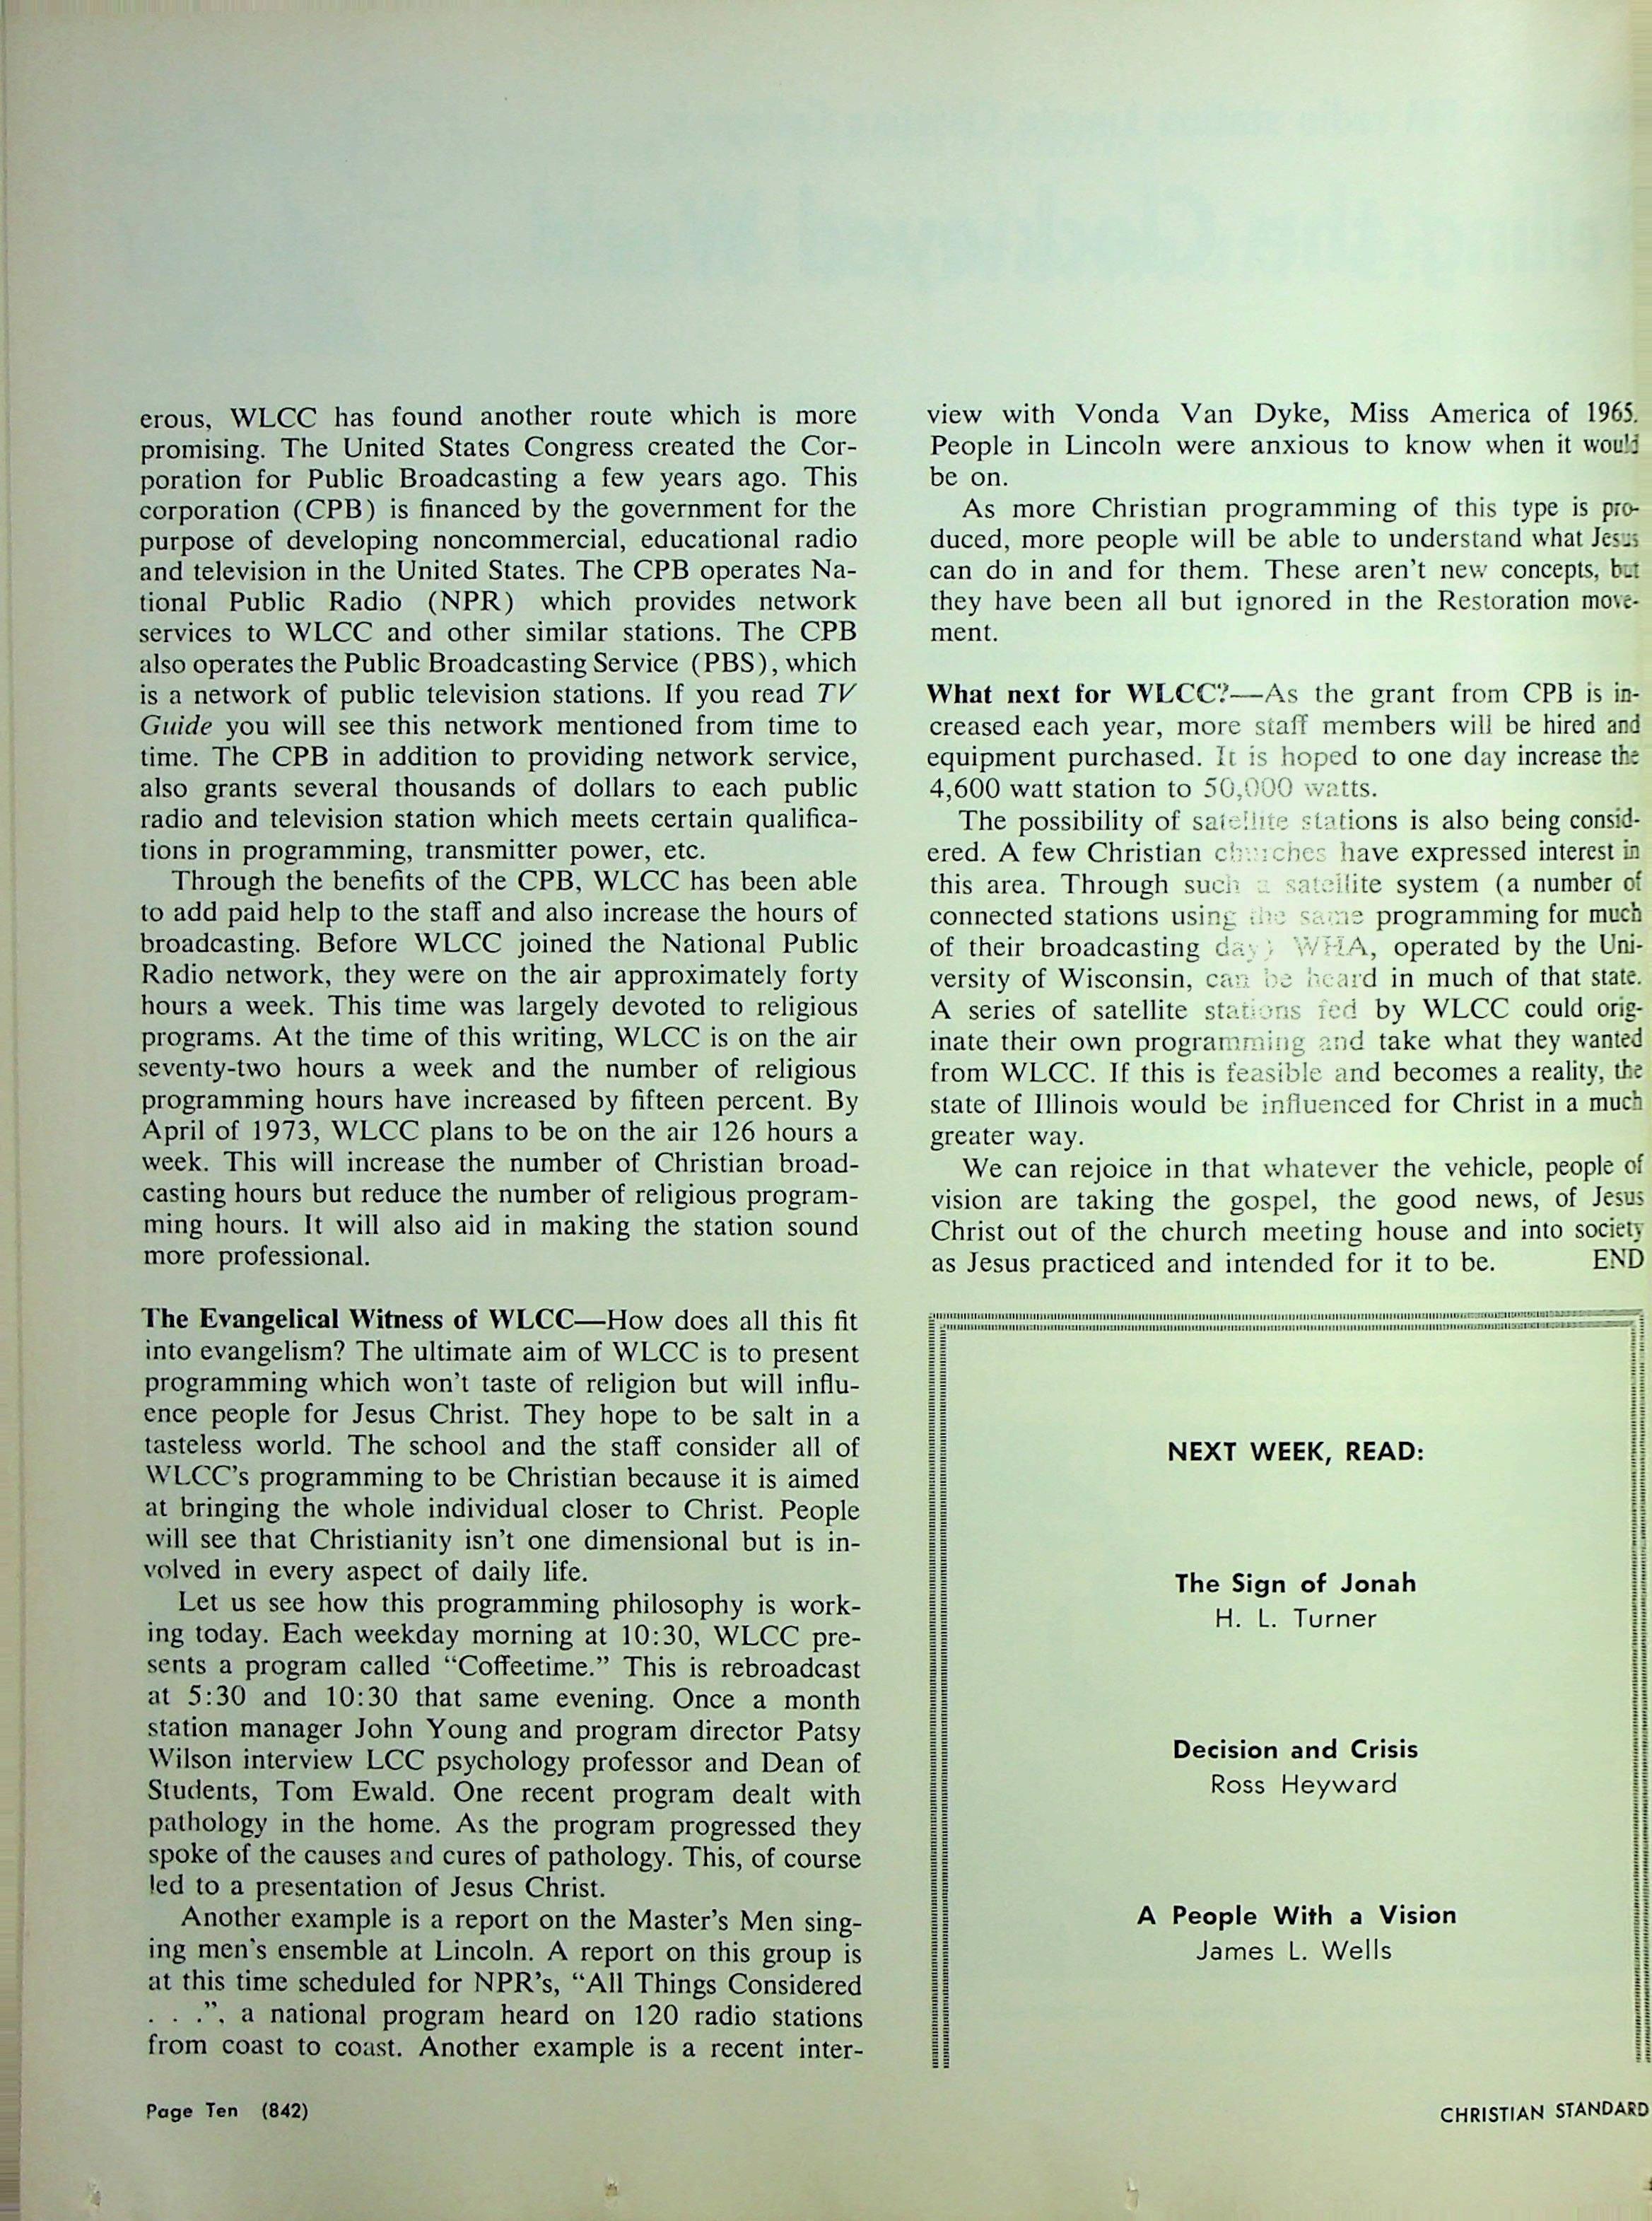 erous, WLCC has found another route which is more
promising. The United States Congress created the Cor-
poration for Public Broadcasting a few years ago. This
corporation (CPB) is financed by the government for the
purpose of developing noncommercial, educational radio
and television in the United States. The CPB operates Na-
tional Public Radio (NPR) which provides network
services to WLCC and other similar stations. The CPB
also operates the Public Broadcasting Service (PBS), which
is a network of public television stations. If you read TV
Guide you will see this network mentioned from time to
time. The CPB in addition to providing network service,
also grants several thousands of dollars to each public
radio and television station which meets certain qualifica-
tions in programming, transmitter power, etc.
Through the benefits of the CPB, WLCC has been able
to add paid help to the staff and also increase the hours of
broadcasting. Before WLCC joined the National Public
Radio network, they were on the air approximately forty
hours a week. This time was largely devoted to religious
programs. At the time of this writing, WLCC is on the air
seventy-two hours a week and the number of religious
programming hours have increased by fifteen percent. By
April of 1973, WLCC plans to be on the air 126 hours a
week. This will increase the number of Christian broad-
casting hours but reduce the number of religious program-
ming hours. It will also aid in making the station sound
more professional.
The Evangelical Witness of WLCC—How does all this fit
into evangelism? The ultimate aim of WLCC is to present
programming which won't taste of religion but will influ-
ence people for Jesus Christ. They hope to be salt in a
tasteless world. The school and the staff consider all of
WLCC's programming to be Christian because it is aimed
at bringing the whole individual closer to Christ. People
will see that Christianity isn't one dimensional but is in-
volved in every aspect of daily life.
Let us see how this programming philosophy is work-
ing today. Each weekday morning at 10:30, WLCC pre-
sents a program called “Coffeetime.” This is rebroadcast
at 5:30 and 10:30 that same evening. Once a month
station manager John Young and program director Patsy
Wilson interview LCC psychology professor and Dean of
Students, Tom Ewald. One recent program dealt with
pathology in the home. As the program progressed they
spoke of the causes and cures of pathology. This, of course
led to a presentation of Jesus Christ.
Another example is a report on the Master's Men sing-
ing men's ensemble at Lincoln. A report on this group is
at this time scheduled for NPR's, “All Things Considered
. . .”, a national program heard on 120 radio stations
from coast to coast. Another example is a recent inter-
view with Vonda Van Dyke, Miss America of 1965.
People in Lincoln were anxious to know when it would
be on.
As more Christian programming of this type is pro-
duced, more people will be able to understand what Jesus
can do in and for them. These aren't new concepts, but
they have been all but ignored in the Restoration move-
ment.
What next for WLCC?—As the grant from CPB is in-
creased each year, more staff members will be hired and
equipment purchased. It is hoped to one day increase the
4,600 watt station to 50,000 watts.
The possibility of satellite stations is also being consid-
ered. A few Christian churches have expressed interest in
this area. Through such a satellite system (a number of
connected stations using the same programming for much
of their broadcasting day) WHA, operated by the Uni-
versity of Wisconsin, can be heard in much of that state.
A series of satellite stations fed by WLCC could orig-
inate their own programming and take what they wanted
from WLCC. If this is feasible and becomes a reality, the
state of Illinois would be influenced for Christ in a much
greater way.
We can rejoice in that whatever the vehicle, people of
vision are taking the gospel, the good news, of Jesus
Christ out of the church meeting house and into society
as Jesus practiced and intended for it to be. END
NEXT WEEK, READ:
The Sign of Jonah
H. L. Turner
Decision and Crisis
Ross Heyward
A People With a Vision
James L. Wells
Page Ten (842)
CHRISTIAN STANDARD